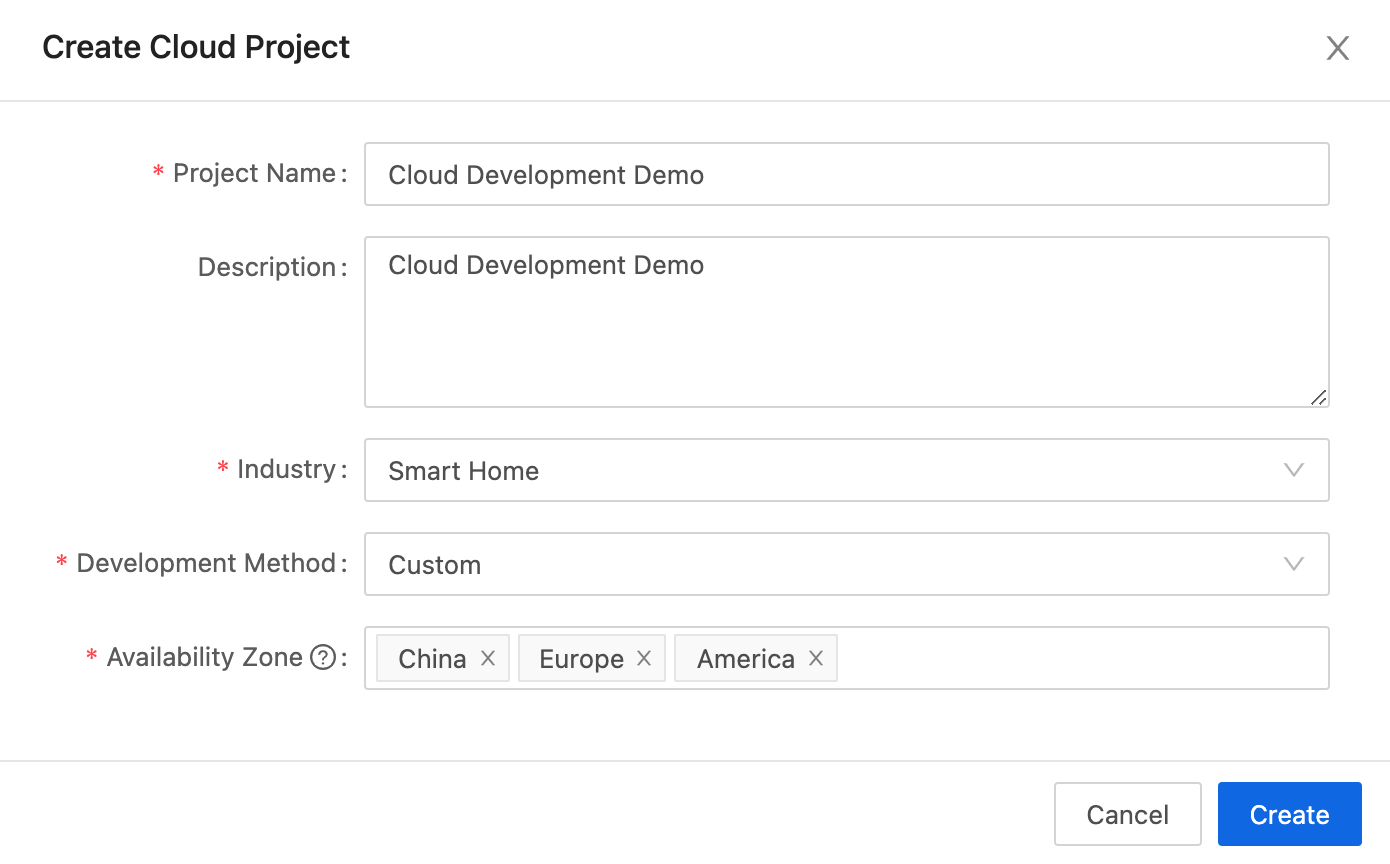 Create Cloud Project
* Project Name: Cloud Development Demo
Description: Cloud Development Demo
* Industry: Smart Home
* Development Method: Custom
* Availability Zone ? : China Europe America
Cancel Create